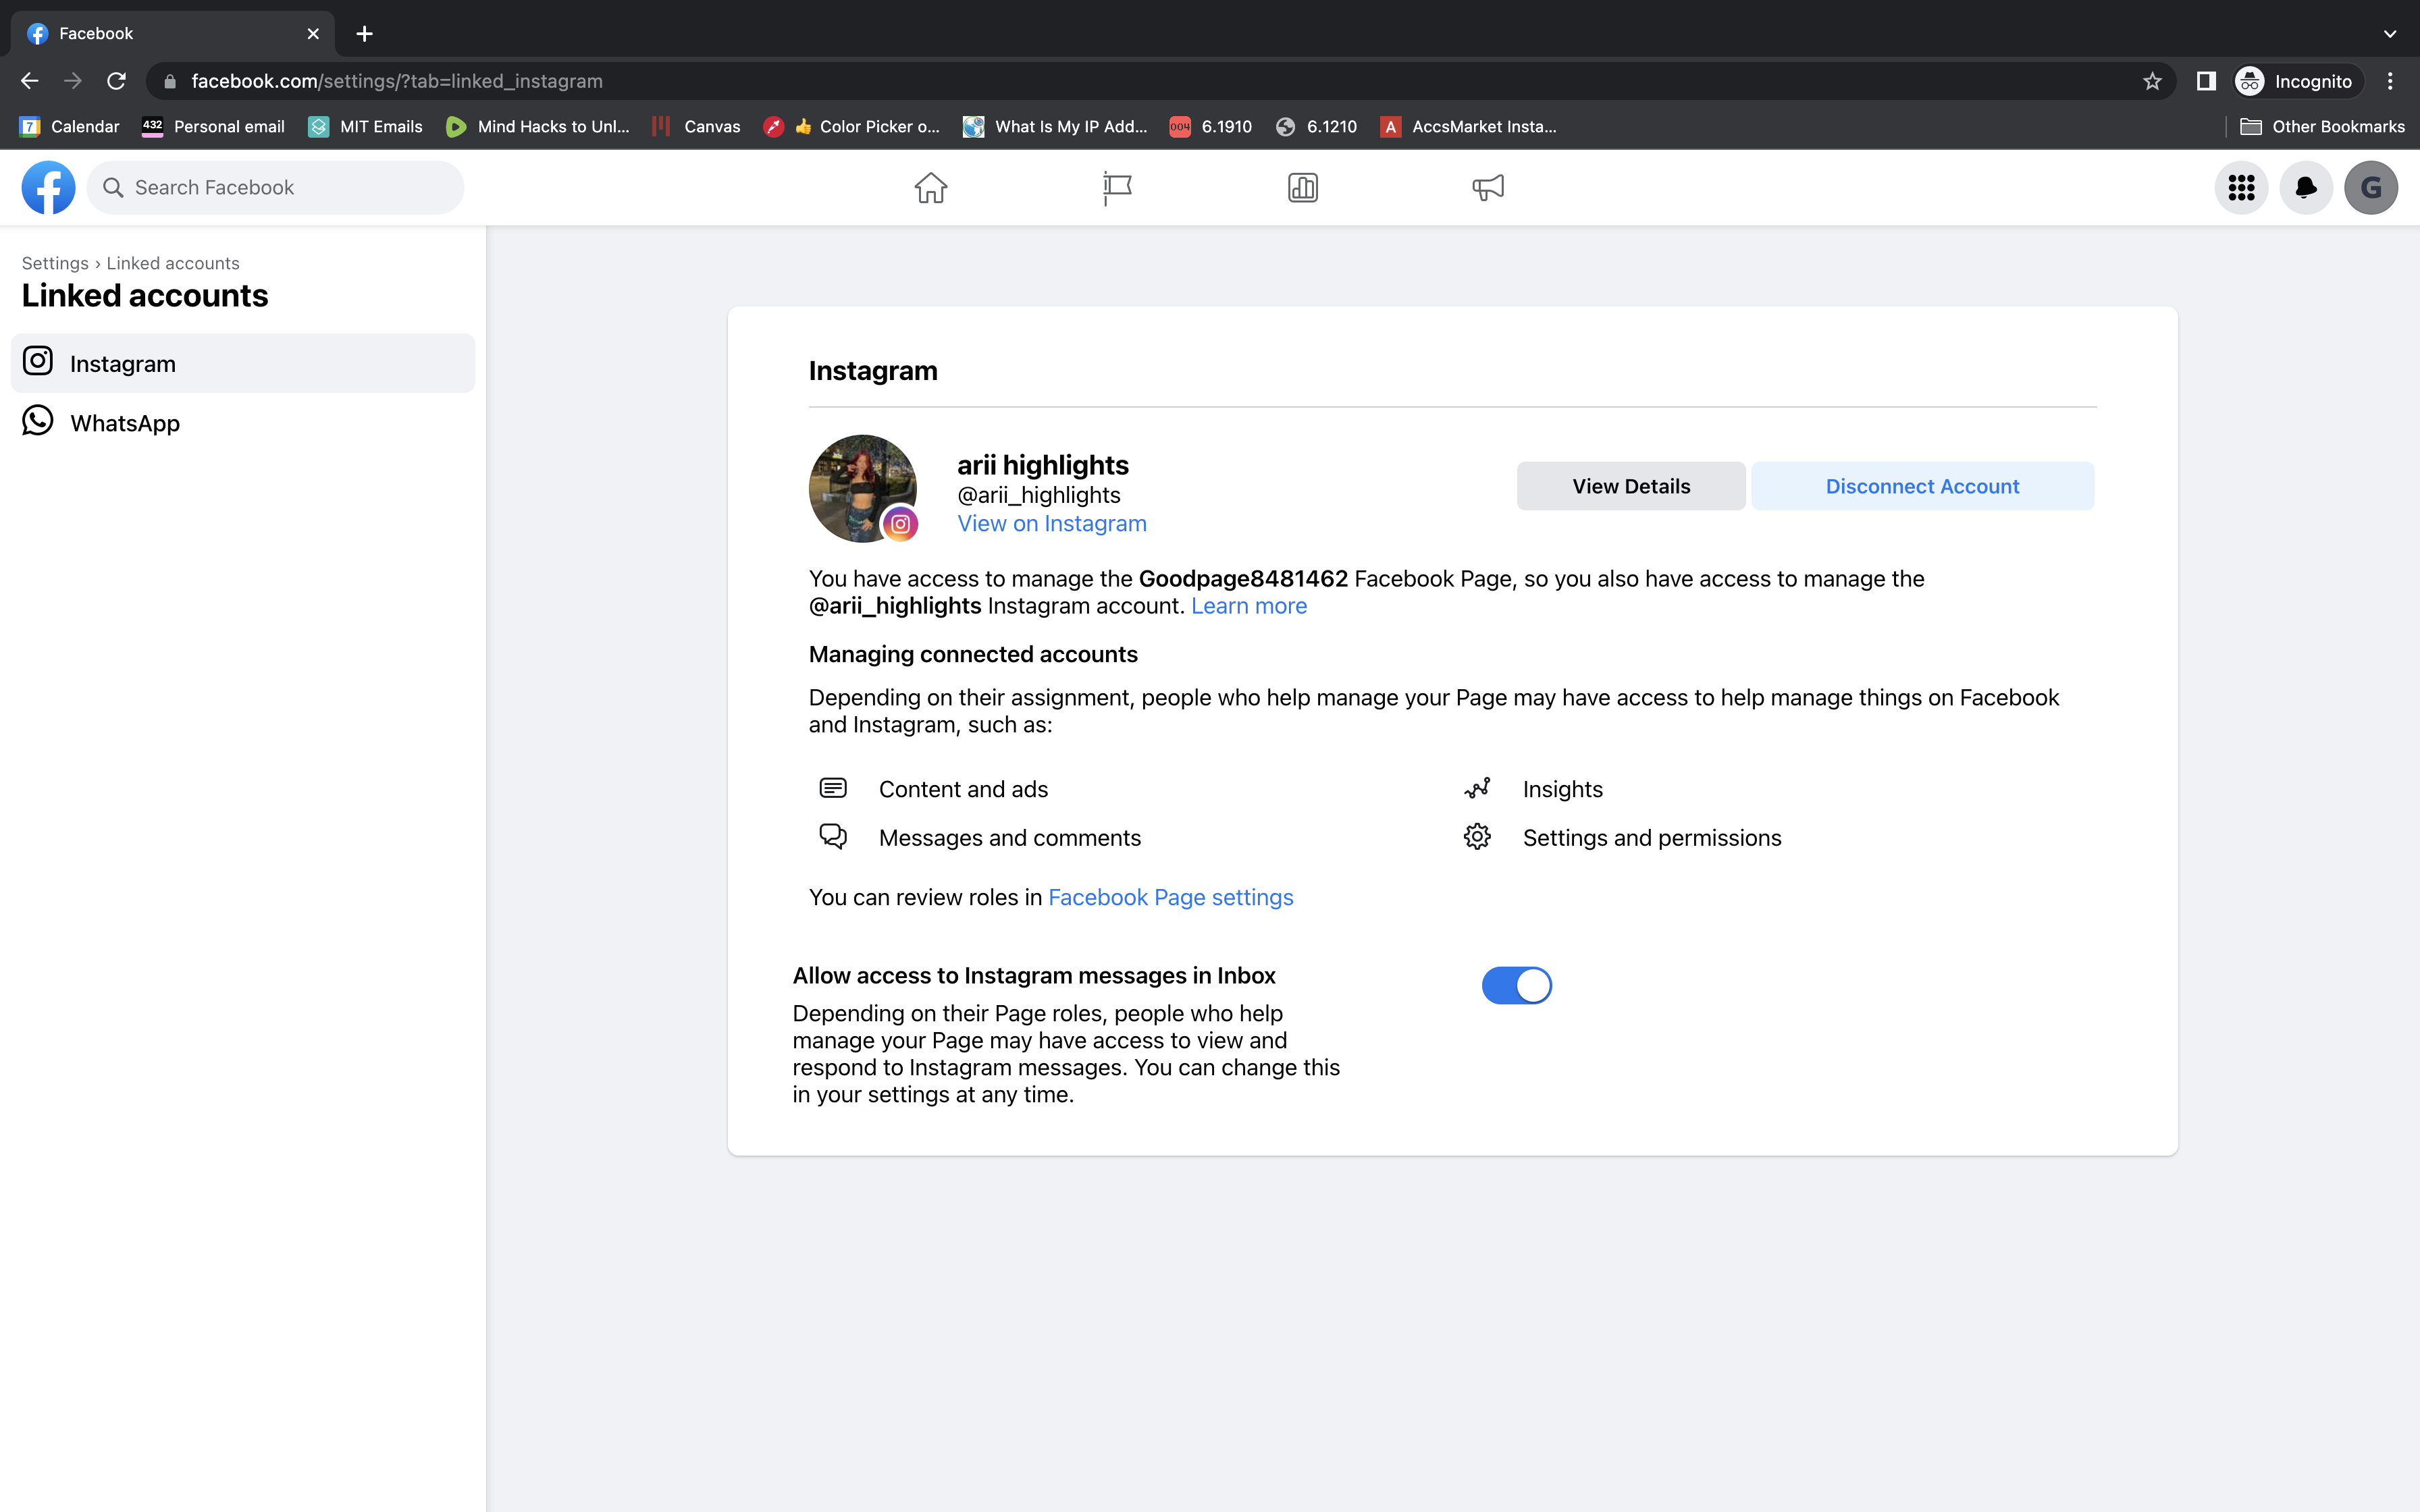 Facebook
facebook.com/settings/?tab=linked_instagram
Incognito
7 Calendar
432 Personal email
MIT Emails
Mind Hacks to Unl...
Canvas
👍 Color Picker o...
What Is My IP Add...
004 6.1910
6.1210
A AccsMarket Insta...
Other Bookmarks
Search Facebook
G
Settings › Linked accounts
Linked accounts
Instagram
WhatsApp
Instagram
arii highlights
@arii_highlights
View on Instagram
View Details
Disconnect Account
You have access to manage the Goodpage8481462 Facebook Page, so you also have access to manage the
@arii_highlights Instagram account. Learn more
Managing connected accounts
Depending on their assignment, people who help manage your Page may have access to help manage things on Facebook
and Instagram, such as:
Content and ads
Insights
Messages and comments
Settings and permissions
You can review roles in Facebook Page settings
Allow access to Instagram messages in Inbox
Depending on their Page roles, people who help
manage your Page may have access to view and
respond to Instagram messages. You can change this
in your settings at any time.